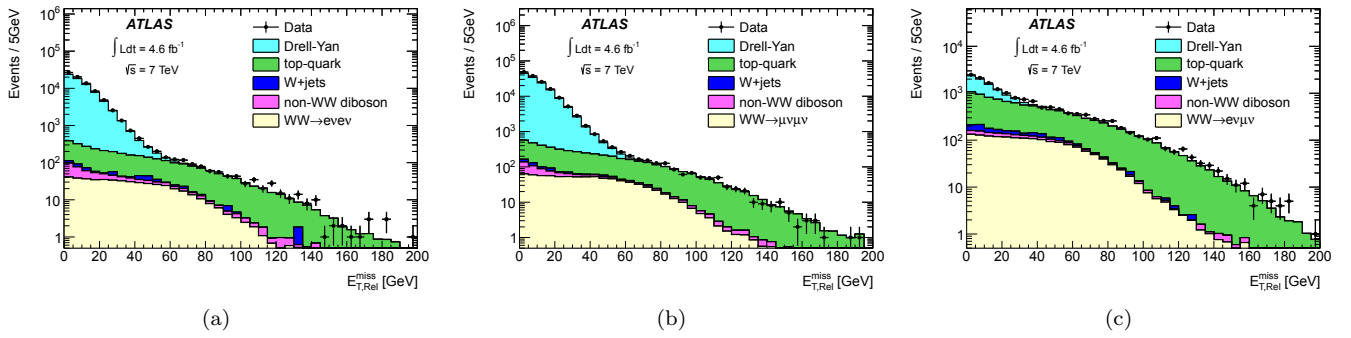 ATLAS
∫ Ldt = 4.6 fb⁻¹
√s = 7 TeV
Data
Drell-Yan
top-quark
W+jets
non-WW diboson
WW→eνeν
Events / 5GeV
10⁶
10⁵
10⁴
10³
10²
10
1
0 20 40 60 80 100 120 140 160 180 200
E_T,Rel^miss [GeV]
(a)
ATLAS
∫ Ldt = 4.6 fb⁻¹
√s = 7 TeV
Data
Drell-Yan
top-quark
W+jets
non-WW diboson
WW→μνμν
Events / 5GeV
10⁶
10⁵
10⁴
10³
10²
10
1
0 20 40 60 80 100 120 140 160 180 200
E_T,Rel^miss [GeV]
(b)
ATLAS
∫ Ldt = 4.6 fb⁻¹
√s = 7 TeV
Data
Drell-Yan
top-quark
W+jets
non-WW diboson
WW→eνμν
Events / 5GeV
10⁴
10³
10²
10
1
0 20 40 60 80 100 120 140 160 180 200
E_T,Rel^miss [GeV]
(c)